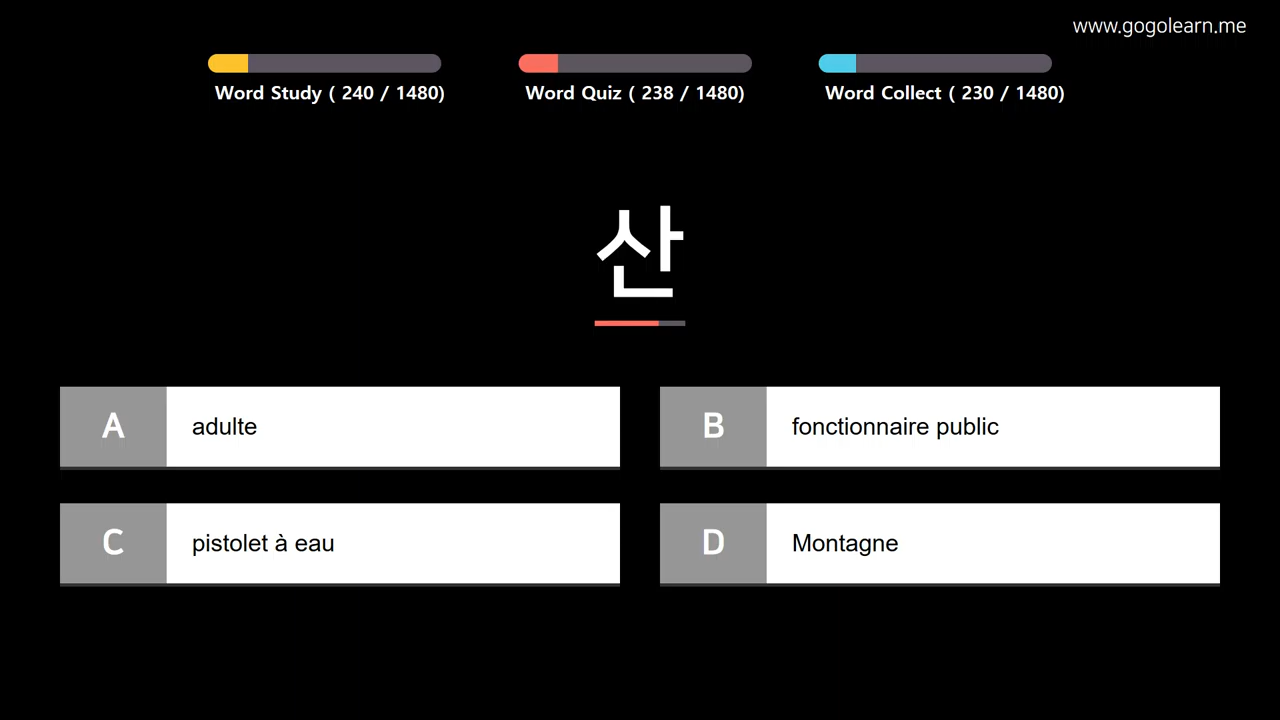 www.gogolearn.me
Word Study ( 240 / 1480)
Word Quiz ( 238 / 1480)
Word Collect ( 230 / 1480)
산
A
adulte
B
fonctionnaire public
C
pistolet à eau
D
Montagne